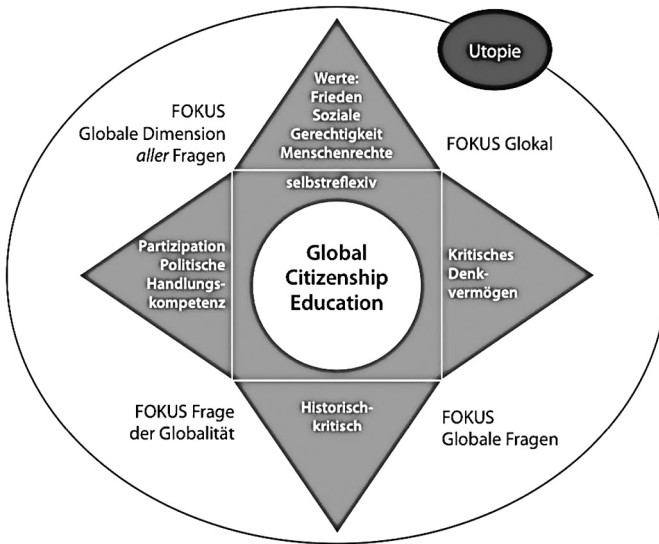 Utopie
Werte:
Frieden
Soziale
Gerechtigkeit
Menschenrechte
FOKUS
Globale Dimension
aller Fragen
FOKUS Glokal
selbstreflexiv
Partizipation
Politische
Handlungs-
kompetenz
Global
Citizenship
Education
Kritisches
Denk-
vermögen
FOKUS Frage
der Globalität
Historisch-
kritisch
FOKUS
Globale Fragen